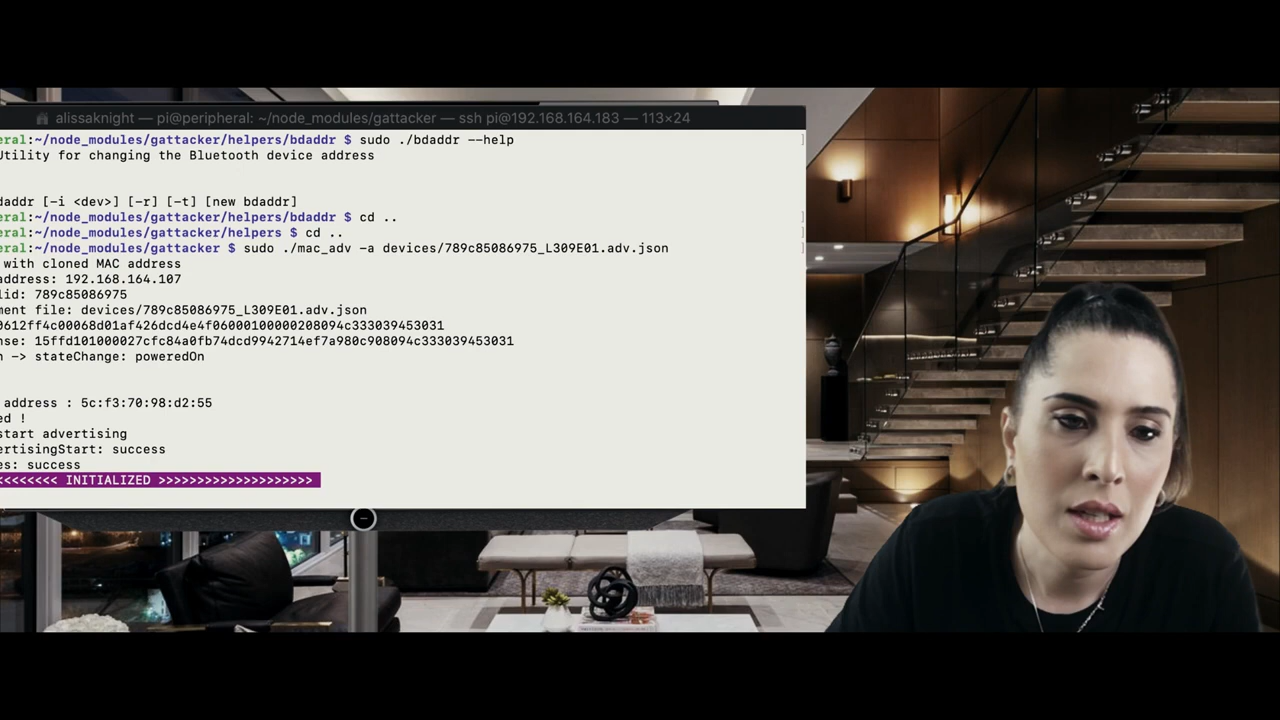 alissaknight — pi@peripheral: ~/node_modules/gattacker — ssh pi@192.168.164.183 — 113×24
eral:~/node_modules/gattacker/helpers/bdaddr $ sudo ./bdaddr --help
Utility for changing the Bluetooth device address
daddr [-i <dev>] [-r] [-t] [new bdaddr]
eral:~/node_modules/gattacker/helpers/bdaddr $ cd ..
eral:~/node_modules/gattacker/helpers $ cd ..
eral:~/node_modules/gattacker $ sudo ./mac_adv -a devices/789c85086975_L309E01.adv.json
with cloned MAC address
address: 192.168.164.107
lid: 789c85086975
ment file: devices/789c85086975_L309E01.adv.json
0612ff4c00068d01af426dcd4e4f06000100000208094c333039453031
nse: 15ffd101000027cfc84a0fb74dcd9942714ef7a980c908094c333039453031
n -> stateChange: poweredOn
address : 5c:f3:70:98:d2:55
ed !
start advertising
ertisingStart: success
es: success
<<<<<<<< INITIALIZED >>>>>>>>>>>>>>>>>>>>